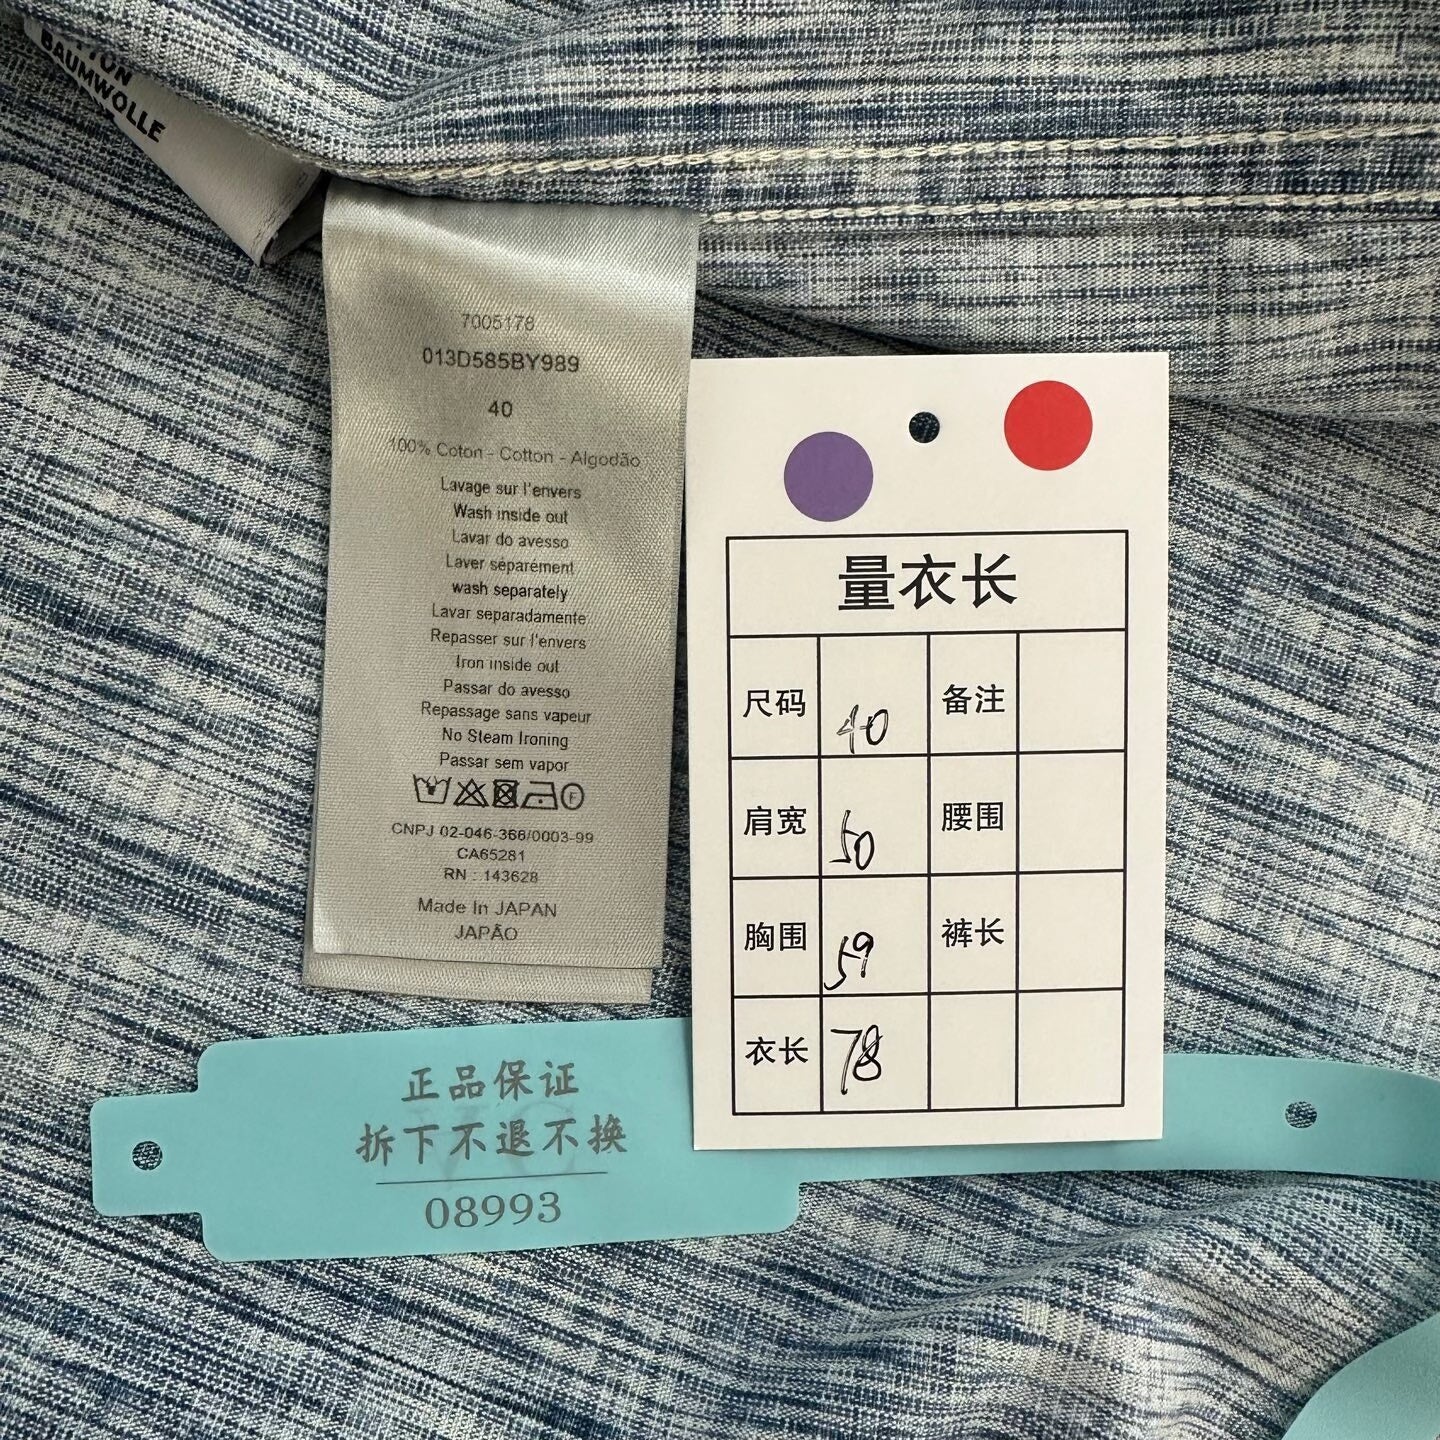 BAUMWOLLE
7005178
013D585BY989
40
100% Coton - Cotton - Algodão
Lavage sur l'envers
Wash inside out
Lavar do avesso
Laver séparément
wash separately
Lavar separadamente
Repasser sur l'envers
Iron inside out
Passar do avesso
Repassage sans vapeur
No Steam Ironing
Passar sem vapor
F
CNPJ 02-046-366/0003-99
CA65281
RN : 143628
Made In JAPAN
JAPÃO
量衣长
尺码 40 备注
肩宽 50 腰围
胸围 59 裤长
衣长 78
正品保证
拆下不退不换
08993